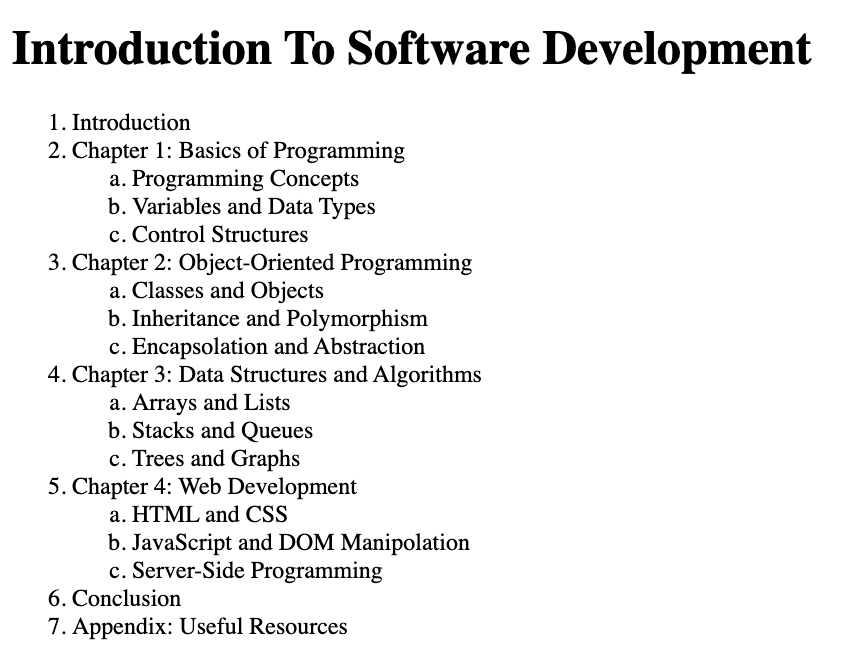 Introduction To Software Development
1. Introduction
2. Chapter 1: Basics of Programming
a. Programming Concepts
b. Variables and Data Types
c. Control Structures
3. Chapter 2: Object-Oriented Programming
a. Classes and Objects
b. Inheritance and Polymorphism
c. Encapsolation and Abstraction
4. Chapter 3: Data Structures and Algorithms
a. Arrays and Lists
b. Stacks and Queues
c. Trees and Graphs
5. Chapter 4: Web Development
a. HTML and CSS
b. JavaScript and DOM Manipolation
c. Server-Side Programming
6. Conclusion
7. Appendix: Useful Resources